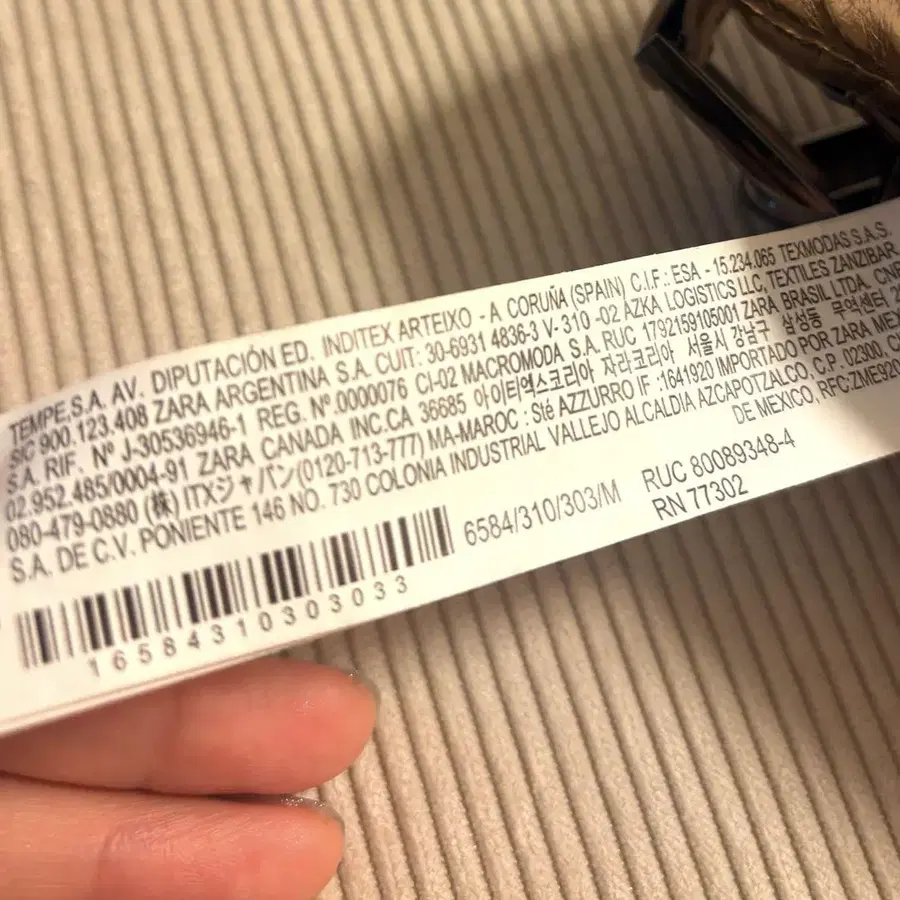 TEMPE,S.A. AV. DIPUTACIÓN ED. INDITEX ARTEIXO - A CORUÑA (SPAIN) C.I.F.: ESA - 15.234.065 TEXMODAS S.A.S.
SIC 900.123.408 ZARA ARGENTINA S.A. CUIT: 30-6931 4836-3 V-310 -02 AZKA LOGISTICS LLC, TEXTILES ZANZIBAR,
S.A. RIF. Nº J-30536946-1 REG. Nº.0000076 CI-02 MACROMODA S.A. RUC 1792159105001 ZARA BRASIL LTDA.
02.952.485/0004-91 ZARA CANADA INC.CA 36685 아이티엑스코리아 자라코리아 서울시 강남구 삼성동 무역센터
080-479-0880 (株) ITXジャパン(0120-713-777) MA-MAROC : Sté AZZURRO IF :1641920 IMPORTADO POR ZARA
S.A. DE C.V. PONIENTE 146 NO. 730 COLONIA INDUSTRIAL VALLEJO ALCALDIA AZCAPOTZALCO, C.P. 02300,
DE MEXICO, RFC:ZME920
6584/310/303/M RUC 80089348-4
RN 77302
16584310303033